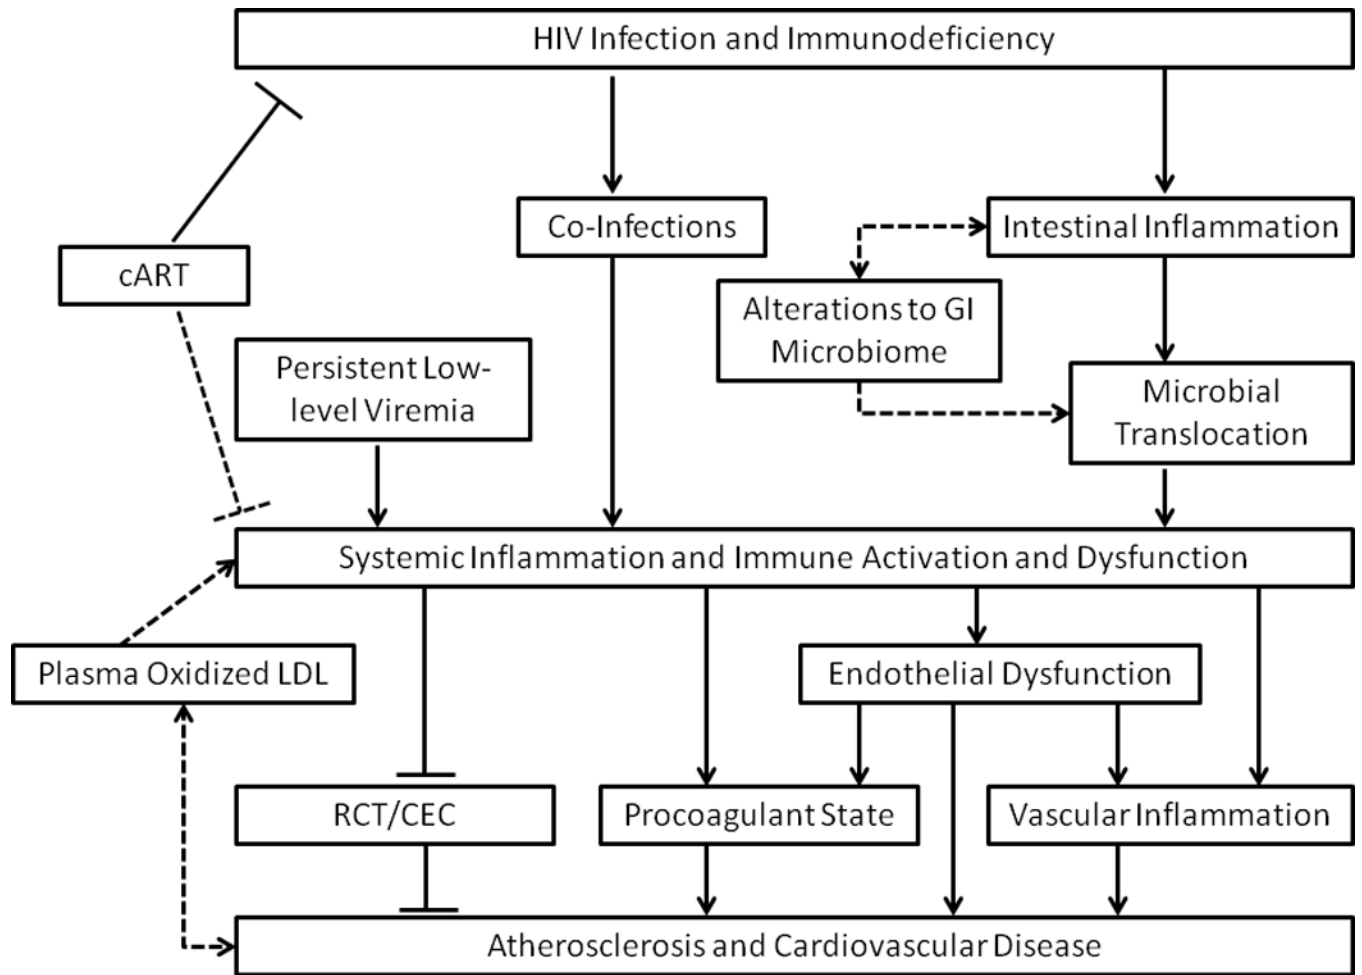 HIV Infection and Immunodeficiency
Co-Infections
Intestinal Inflammation
cART
Alterations to GI
Microbiome
Persistent Low-
level Viremia
Microbial
Translocation
Systemic Inflammation and Immune Activation and Dysfunction
Plasma Oxidized LDL
Endothelial Dysfunction
RCT/CEC
Procoagulant State
Vascular Inflammation
Atherosclerosis and Cardiovascular Disease